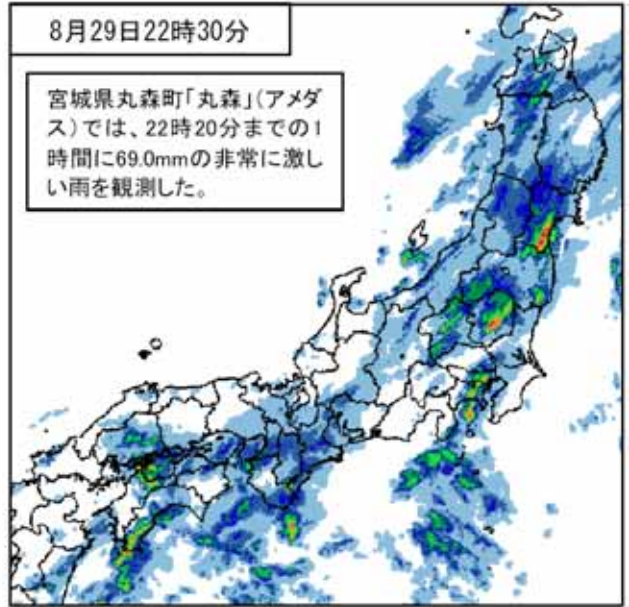 8月29日22時30分
宮城県丸森町「丸森」(アメダ
ス)では、22時20分までの1
時間に69.0mmの非常に激し
い雨を観測した。